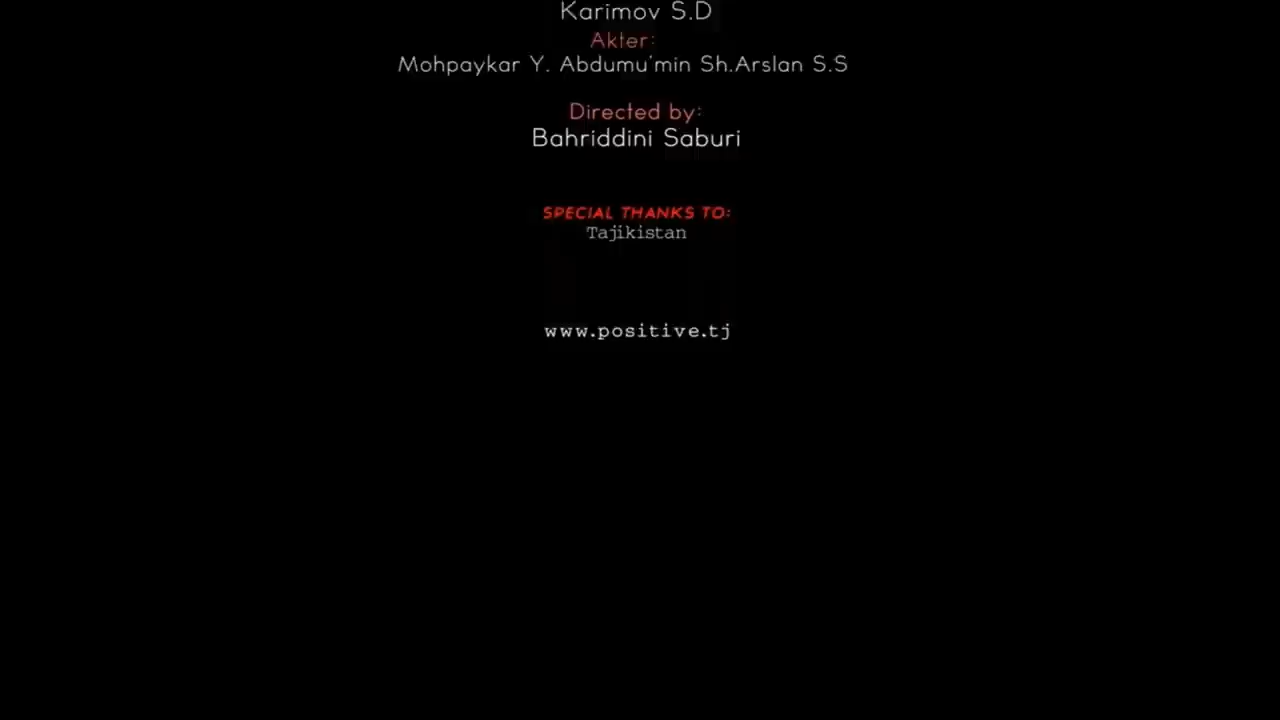 Karimov S.D
Akter:
Mohpaykar Y. Abdumu'min Sh.Arslan S.S
Directed by:
Bahriddini Saburi
SPECIAL THANKS TO:
Tajikistan
www.positive.tj